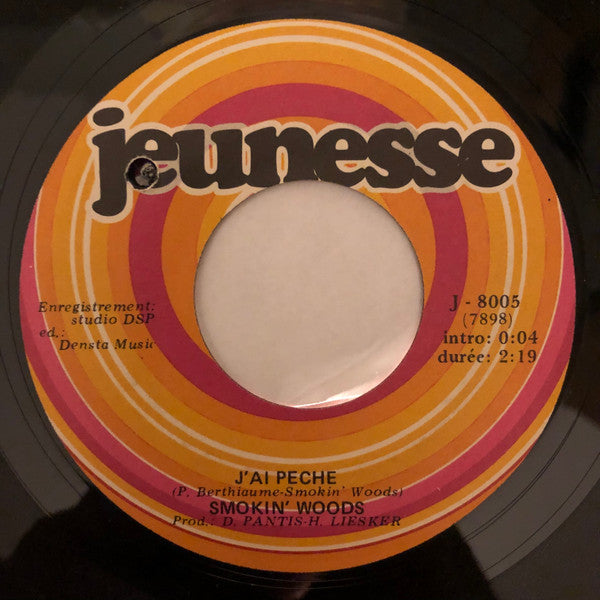 jeunesse
Enregistrement:
studio DSP
ed.:
Densta Music
J - 8005
(7898)
intro: 0:04
durée: 2:19
J'AI PECHE
(P. Berthiaume-Smokin' Woods)
SMOKIN' WOODS
Prod.: D. PANTIS-H. LIESKER